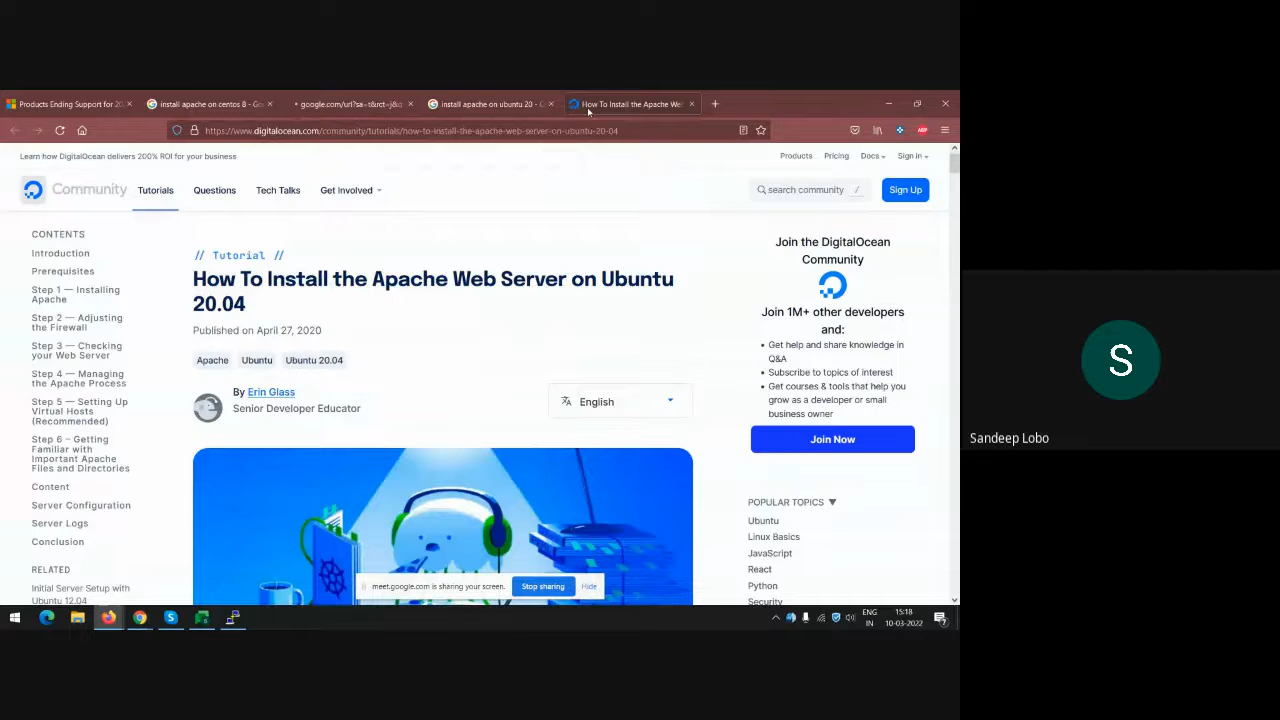 Products Ending Support for 20
install apache on centos 8 - Go
google.com/url?sa=t&rct=j&q
install apache on ubuntu 20 - G
How To Install the Apache We
https://www.digitalocean.com/community/tutorials/how-to-install-the-apache-web-server-on-ubuntu-20-04
Learn how DigitalOcean delivers 200% ROI for your business
Products
Pricing
Docs
Sign in
Community
Tutorials
Questions
Tech Talks
Get Involved
search community /
Sign Up
CONTENTS
Introduction
Prerequisites
Step 1 — Installing
Apache
Step 2 — Adjusting
the Firewall
Step 3 — Checking
your Web Server
Step 4 — Managing
the Apache Process
Step 5 — Setting Up
Virtual Hosts
(Recommended)
Step 6 – Getting
Familiar with
Important Apache
Files and Directories
Content
Server Configuration
Server Logs
Conclusion
RELATED
Initial Server Setup with
Ubuntu 12.04
// Tutorial //
How To Install the Apache Web Server on Ubuntu
20.04
Published on April 27, 2020
Apache
Ubuntu
Ubuntu 20.04
By Erin Glass
Senior Developer Educator
English
Join the DigitalOcean
Community
Join 1M+ other developers
and:
• Get help and share knowledge in
Q&A
• Subscribe to topics of interest
• Get courses & tools that help you
grow as a developer or small
business owner
Join Now
POPULAR TOPICS
Ubuntu
Linux Basics
JavaScript
React
Python
Security
meet.google.com is sharing your screen.
Stop sharing
Hide
ENG
IN
15:18
10-03-2022
S
Sandeep Lobo